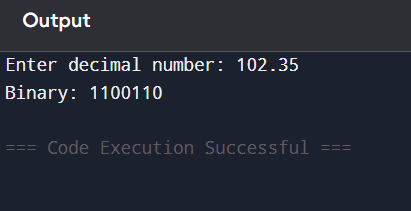 Output
Enter decimal number: 102.35
Binary: 1100110
=== Code Execution Successful ===